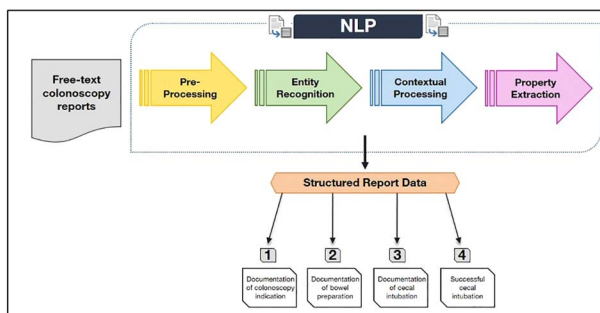 NLP
Free-text
colonoscopy
reports
Pre-
Processing
Entity
Recognition
Contextual
Processing
Property
Extraction
Structured Report Data
1
2
3
4
Documentation
of colonoscopy
indication
Documentation
of bowel
preparation
Documentation
of cecal
intubation
Successful
cecal
intubation